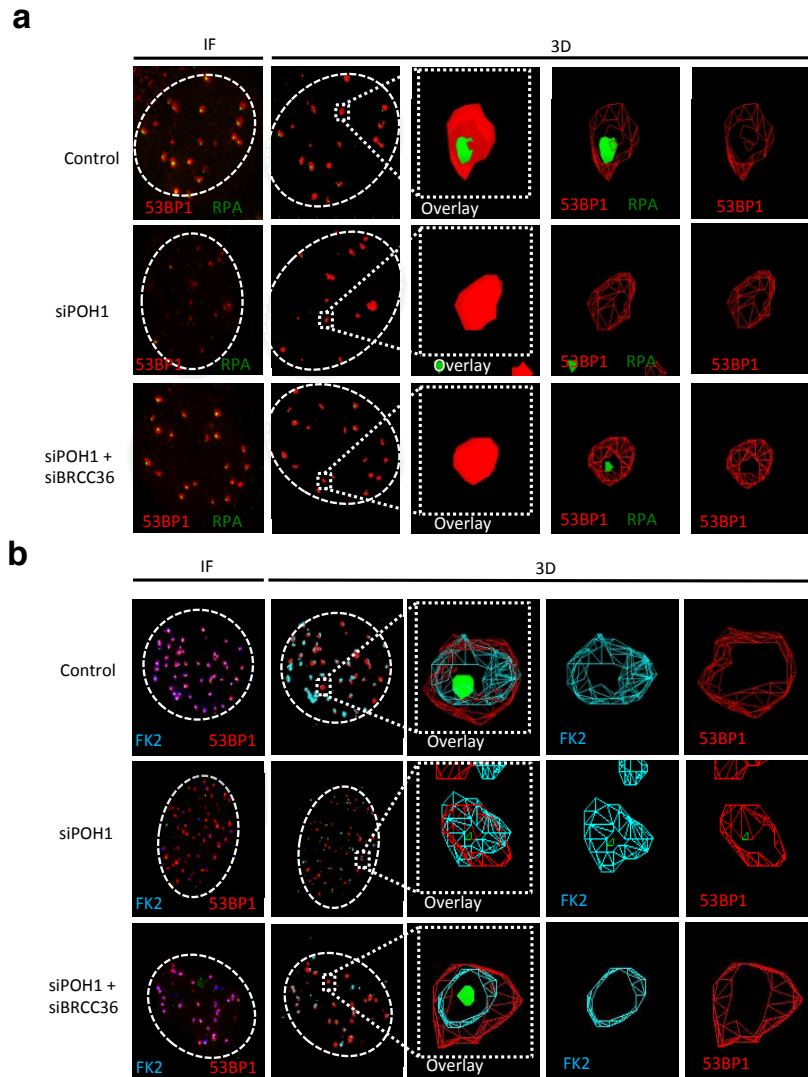 a
IF 3D
Control
53BP1 RPA
Overlay
53BP1 RPA
53BP1
siPOH1
53BP1 RPA
Overlay
53BP1 RPA
53BP1
siPOH1 +
siBRCC36
53BP1 RPA
Overlay
53BP1 RPA
53BP1
b
IF 3D
Control
FK2 53BP1
Overlay
FK2
53BP1
siPOH1
FK2 53BP1
Overlay
FK2
53BP1
siPOH1 +
siBRCC36
FK2 53BP1
Overlay
FK2
53BP1